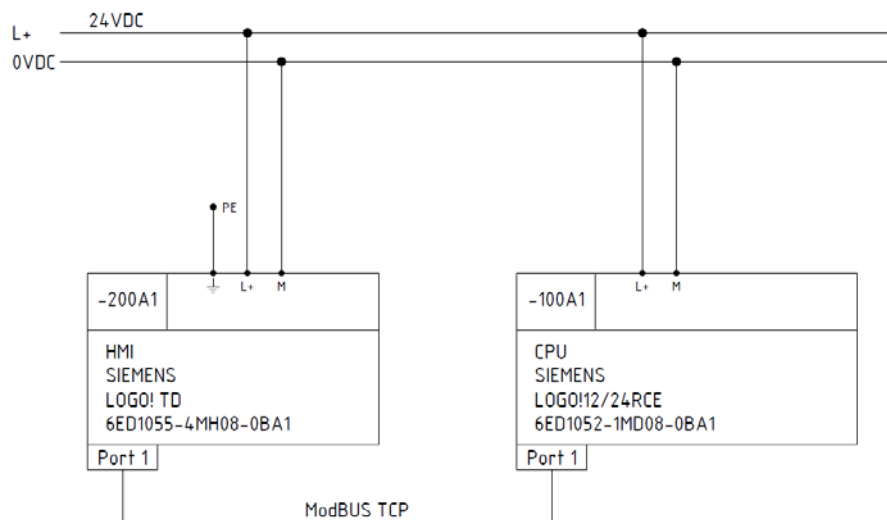 24VDC
L+
0VDC
PE
L+ M
L+ M
-200A1
-100A1
HMI
SIEMENS
LOGO! TD
6ED1055-4MH08-0BA1
CPU
SIEMENS
LOGO!12/24RCE
6ED1052-1MD08-0BA1
Port 1
Port 1
ModBUS TCP